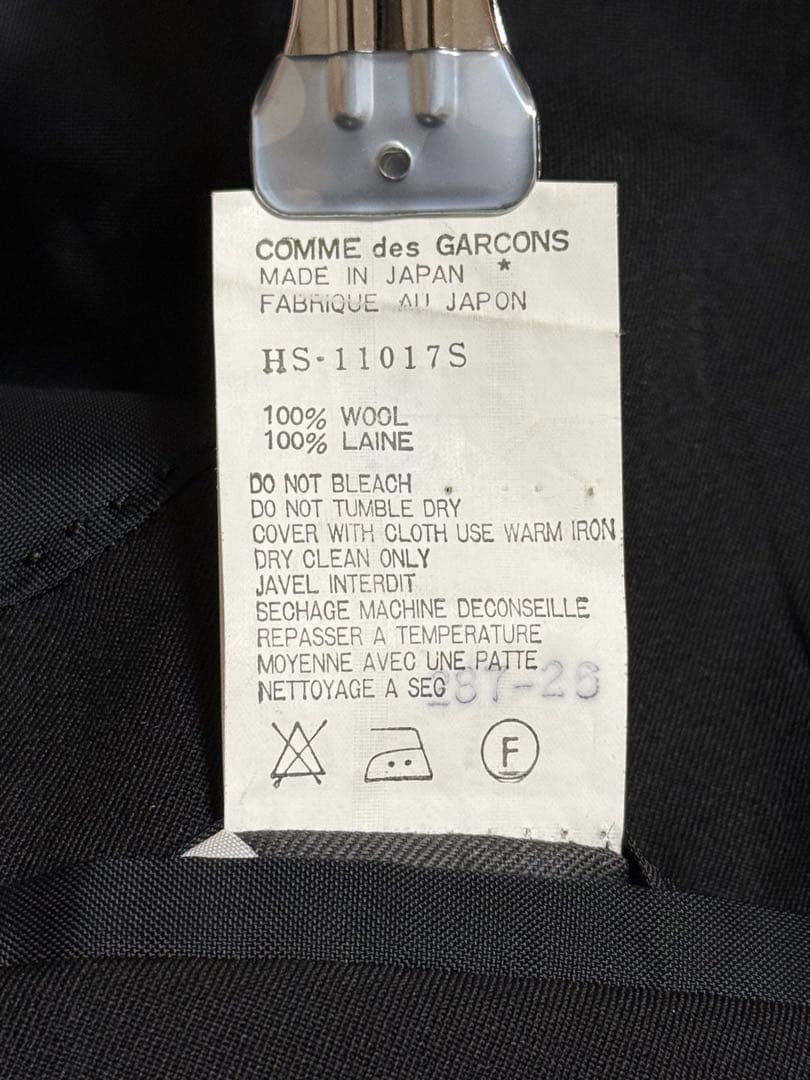 COMME des GARCONS
MADE IN JAPAN *
FABRIQUE AU JAPON
HS-11017S
100% WOOL
100% LAINE
DO NOT BLEACH
DO NOT TUMBLE DRY
COVER WITH CLOTH USE WARM IRON
DRY CLEAN ONLY
JAVEL INTERDIT
SECHAGE MACHINE DECONSEILLE
REPASSER A TEMPERATURE
MOYENNE AVEC UNE PATTE
NETTOYAGE A SEC
287-26
F